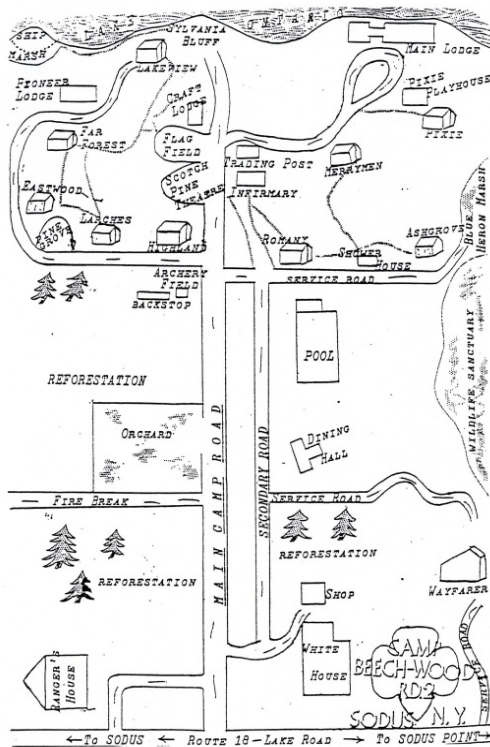 LAKE ONTARIO
SHIP
MARSH
SYLVANIA
BLUFF
MAIN LODGE
LAKEVIEW
PIONEER
LODGE
CRAFT
LODGE
PIXIE
PLAYHOUSE
PIXIE
FAR
FOREST
FLAG
FIELD
TRADING POST
MERRYMEN
SCOTCH
PINE
THEATRE
INFIRMARY
EASTWOOD
LARCHES
PINE
GROVE
HIGHLAND
ROMANY
SHOWER
HOUSE
ASHGROVE
BLUE
HERON MARSH
SERVICE ROAD
ARCHERY
FIELD
BACKSTOP
POOL
WILDLIFE SANCTUARY
REFORESTATION
ORCHARD
MAIN CAMP ROAD
SECONDARY ROAD
DINING
HALL
FIRE BREAK
SERVICE ROAD
REFORESTATION
REFORESTATION
SHOP
WAYFARER
RANGER'S
HOUSE
WHITE
HOUSE
SERVICE ROAD
CAMP
BEECH-WOOD
RD2
SODUS N.Y.
←TO SODUS ← ROUTE 18-LAKE ROAD → TO SODUS POINT→